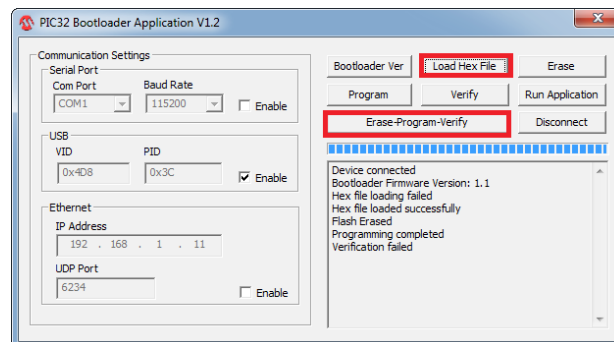 PIC32 Bootloader Application V1.2
Communication Settings
Serial Port
Com Port Baud Rate
COM1 115200 Enable
USB
VID PID
0x4D8 0x3C Enable
Ethernet
IP Address
192 . 168 . 1 . 11
UDP Port
6234 Enable
Bootloader Ver Load Hex File Erase
Program Verify Run Application
Erase-Program-Verify Disconnect
Device connected
Bootloader Firmware Version: 1.1
Hex file loading failed
Hex file loaded successfully
Flash Erased
Programming completed
Verification failed